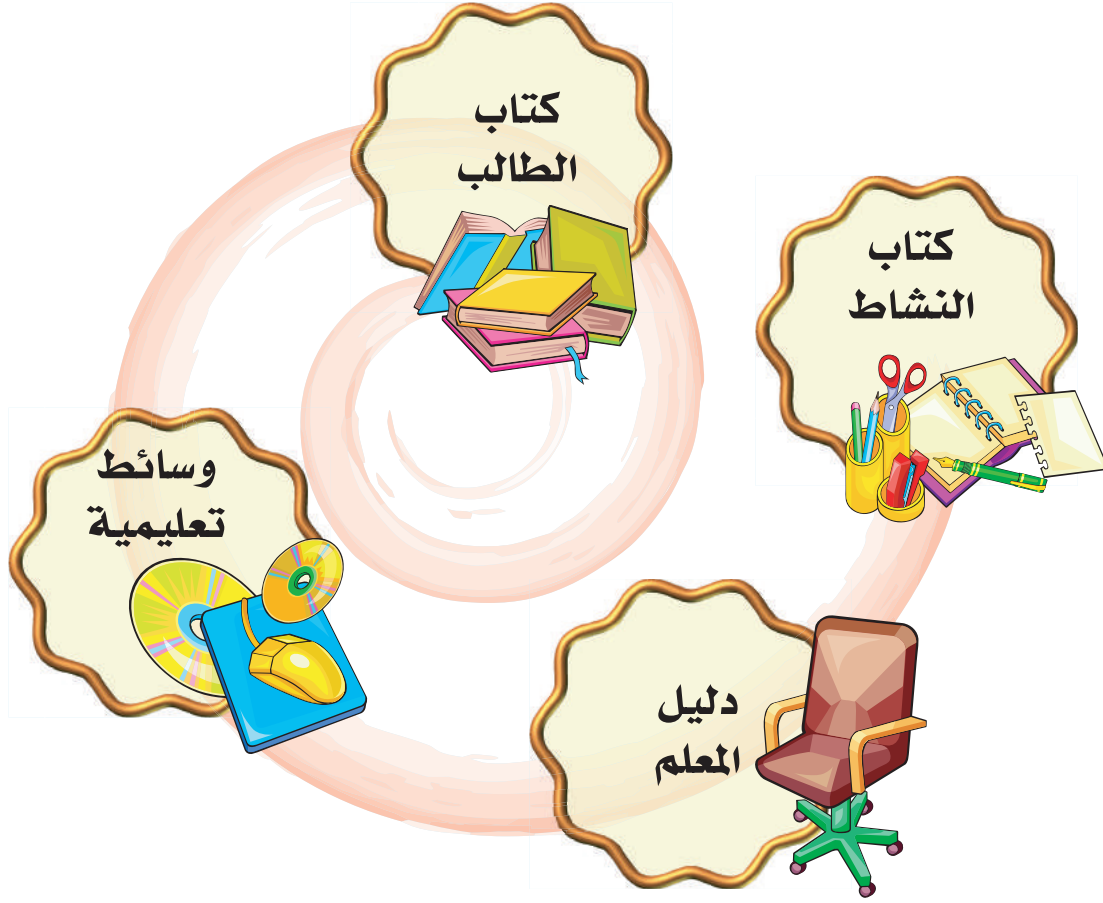 كتاب
الطالب
كتاب
النشاط
وسائط
تعليمية
دليل
المعلم